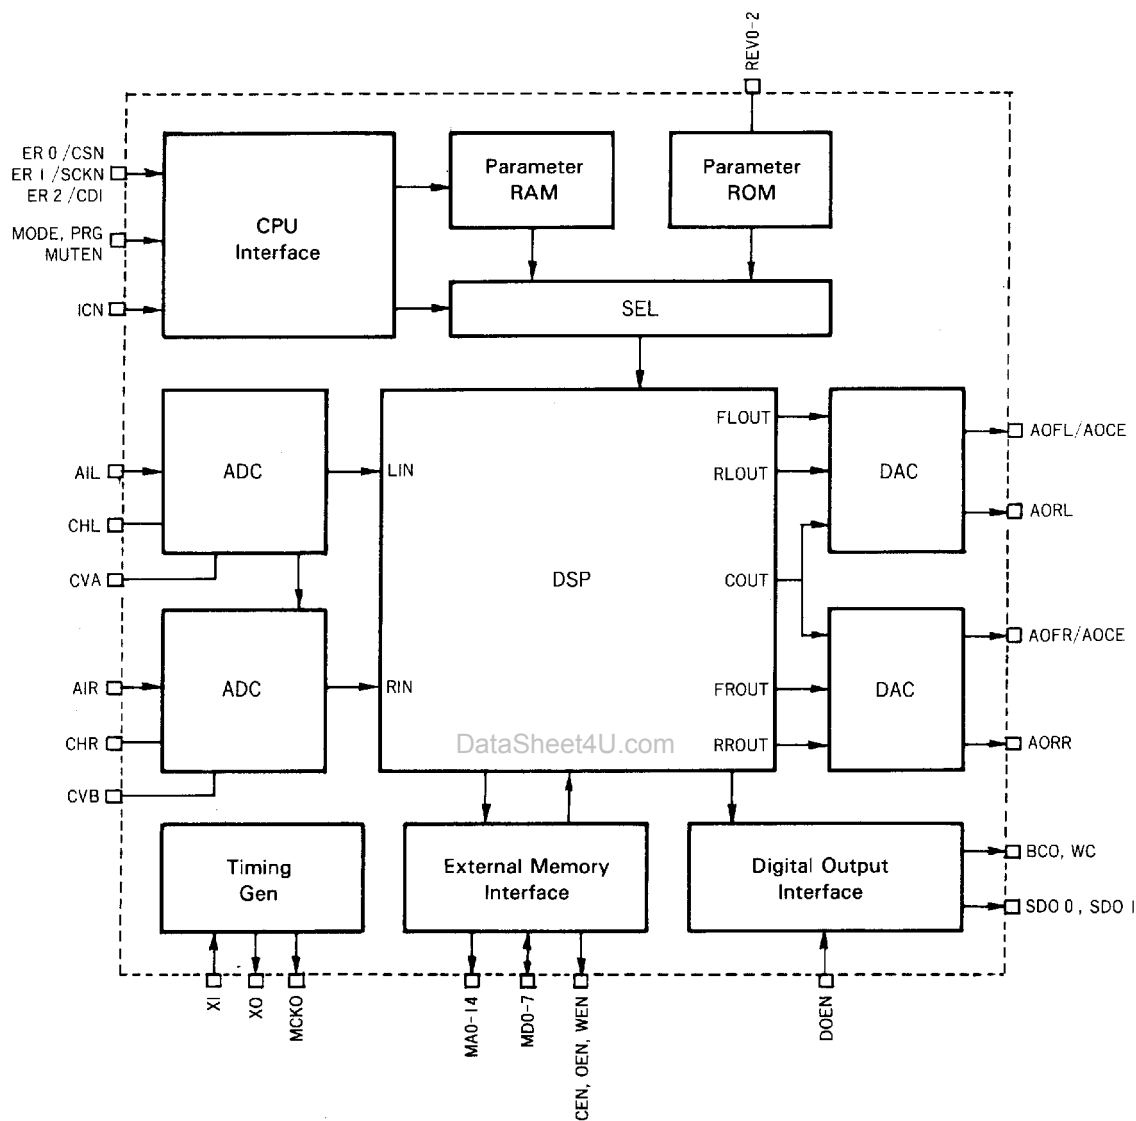 REV0-2
ER 0 /CSN
ER 1 /SCKN
ER 2 /CDI
MODE, PRG
MUTEN
ICN
CPU
Interface
Parameter
RAM
Parameter
ROM
SEL
AIL
CHL
CVA
ADC
AIR
CHR
CVB
ADC
LIN
RIN
DSP
FLOUT
RLOUT
COUT
FROUT
RROUT
DataSheet4U.com
DAC
DAC
AOFL/AOCE
AORL
AOFR/AOCE
AORR
Timing
Gen
External Memory
Interface
Digital Output
Interface
BCO, WC
SDO 0, SDO 1
XI
XO
MCKO
MA0-14
MD0-7
CEN, OEN, WEN
DOEN